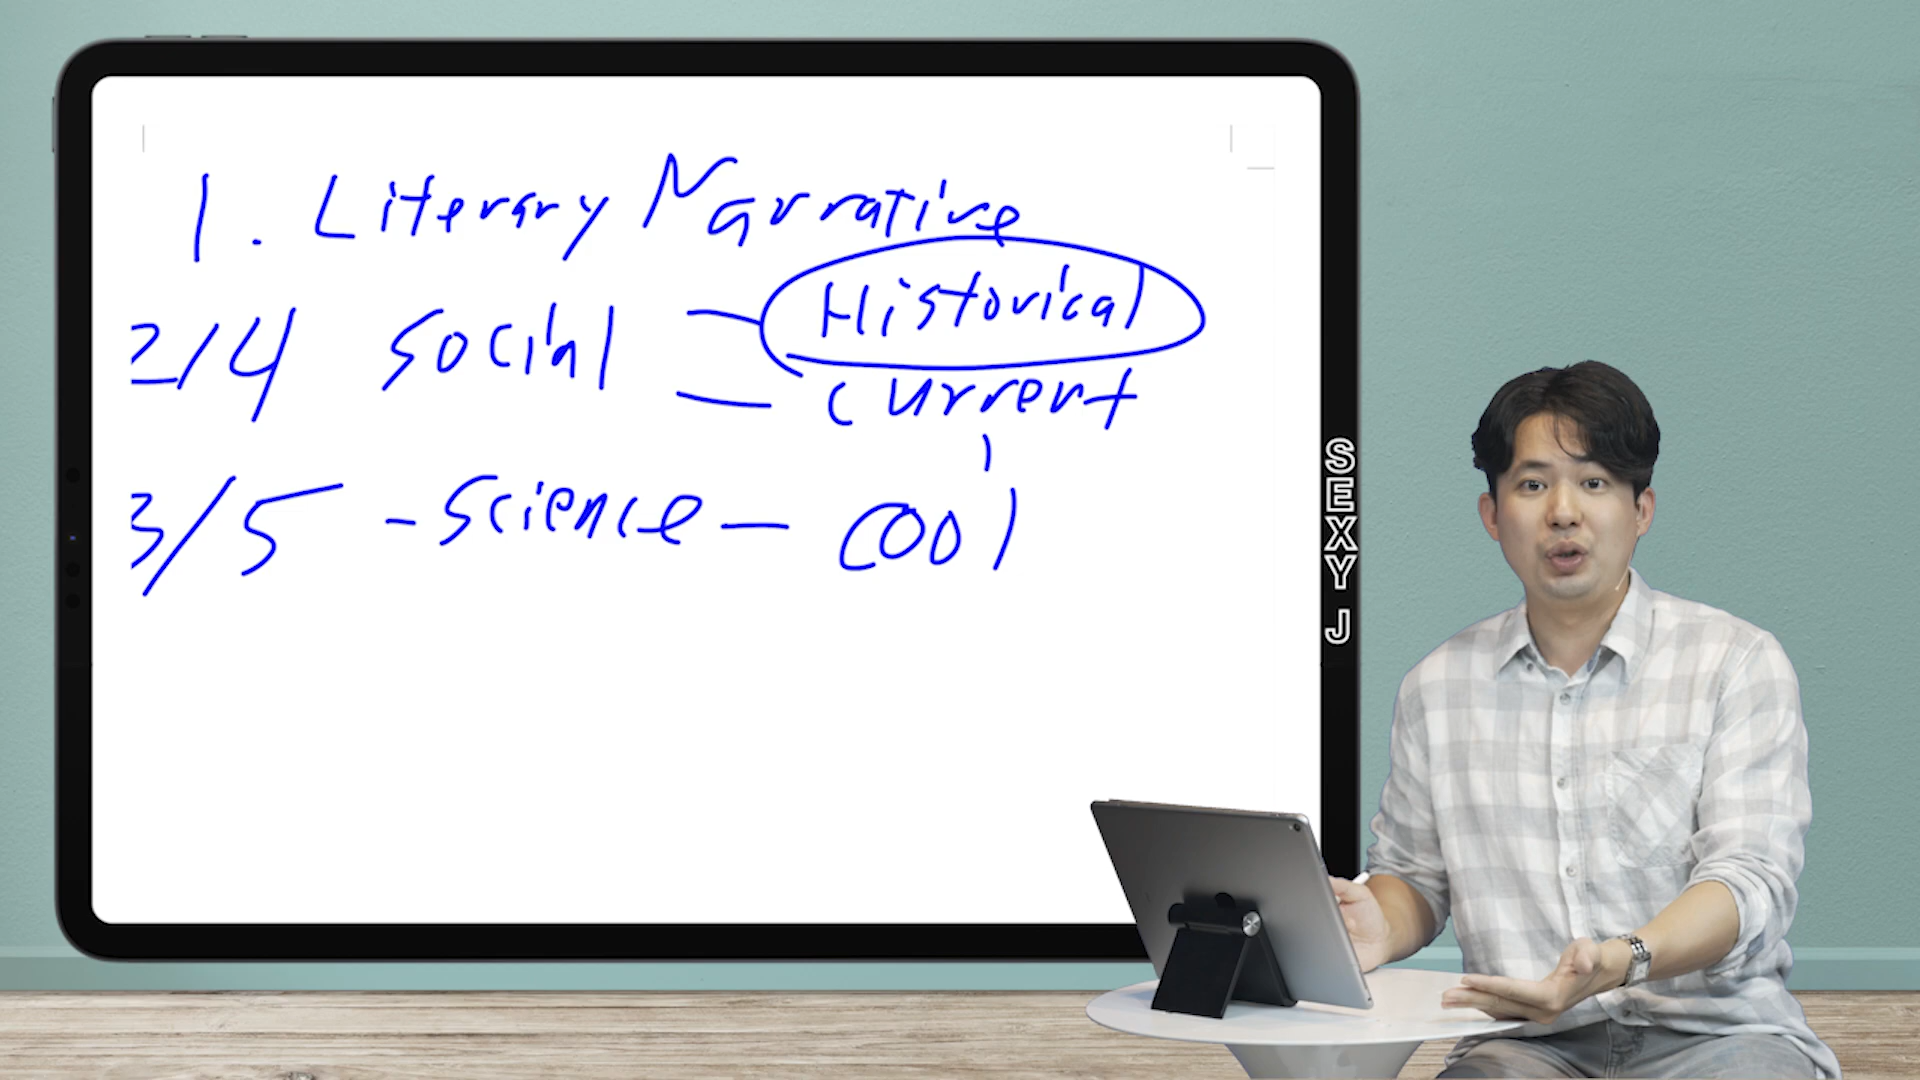 1. Literary Narrative
Historical
2/4 social
current
3/5 - science - cool
SEXY J